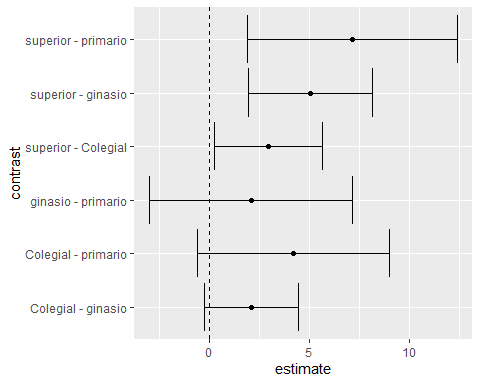 superior - primario
superior - ginasio
superior - Colegial
ginasio - primario
Colegial - primario
Colegial - ginasio
contrast
0 5 10
estimate